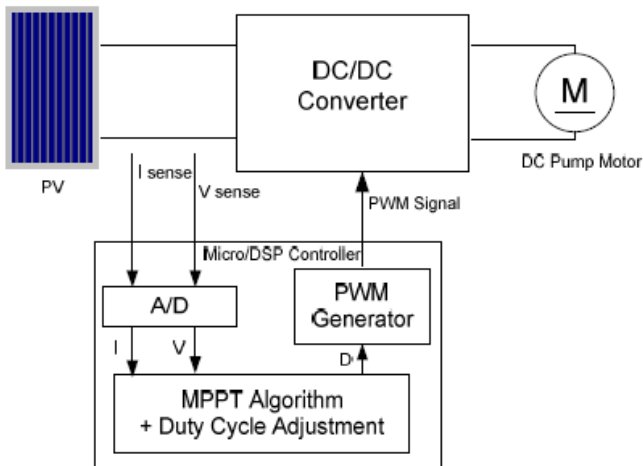 DC/DC
Converter
M
DC Pump Motor
PV
I sense
V sense
PWM Signal
Micro/DSP Controller
A/D
PWM
Generator
I
V
D
MPPT Algorithm
+ Duty Cycle Adjustment